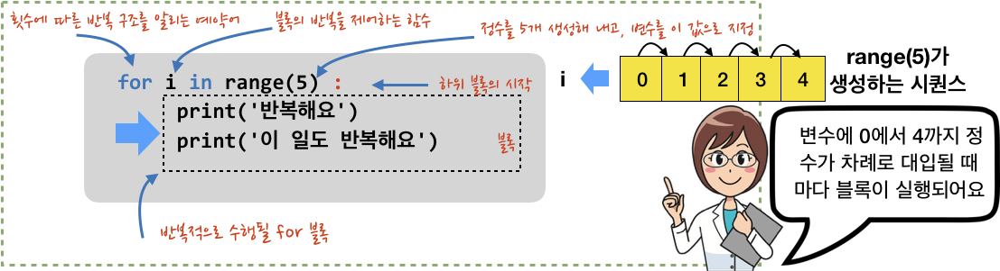 횟수에 따른 반복 구조를 알리는 예약어
블록의 반복을 제어하는 함수
정수를 5개 생성해 내고, 변수를 이 값으로 지정
for i in range(5) :
하위 블록의 시작
print('반복해요')
print('이 일도 반복해요')
블록
반복적으로 수행될 for 블록
i
0 1 2 3 4
range(5)가
생성하는 시퀀스
변수에 0에서 4까지 정
수가 차례로 대입될 때
마다 블록이 실행되어요